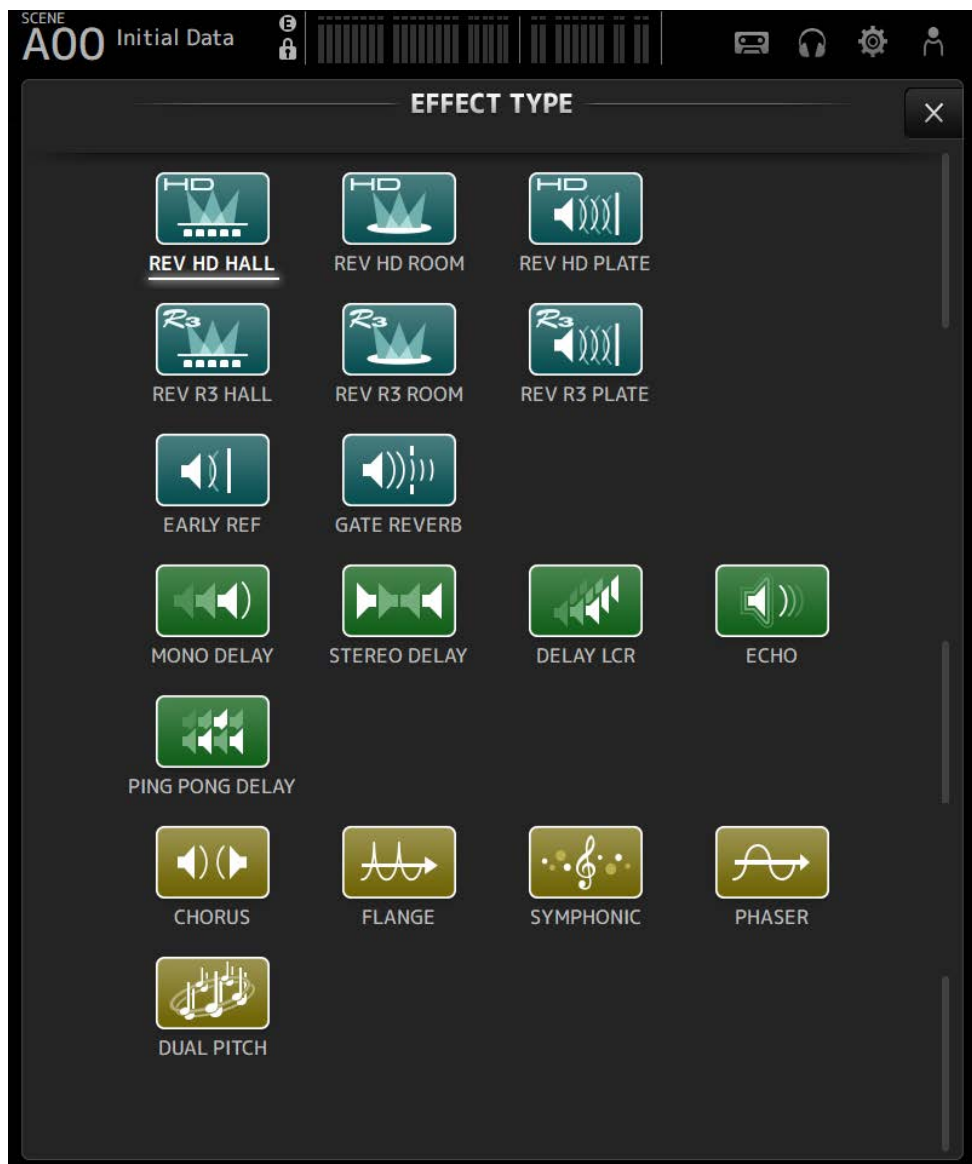 SCENE
A00 Initial Data
E
EFFECT TYPE
HD HD HD
REV HD HALL REV HD ROOM REV HD PLATE
R3 R3 R3
REV R3 HALL REV R3 ROOM REV R3 PLATE
EARLY REF GATE REVERB
MONO DELAY STEREO DELAY DELAY LCR ECHO
PING PONG DELAY
CHORUS FLANGE SYMPHONIC PHASER
DUAL PITCH